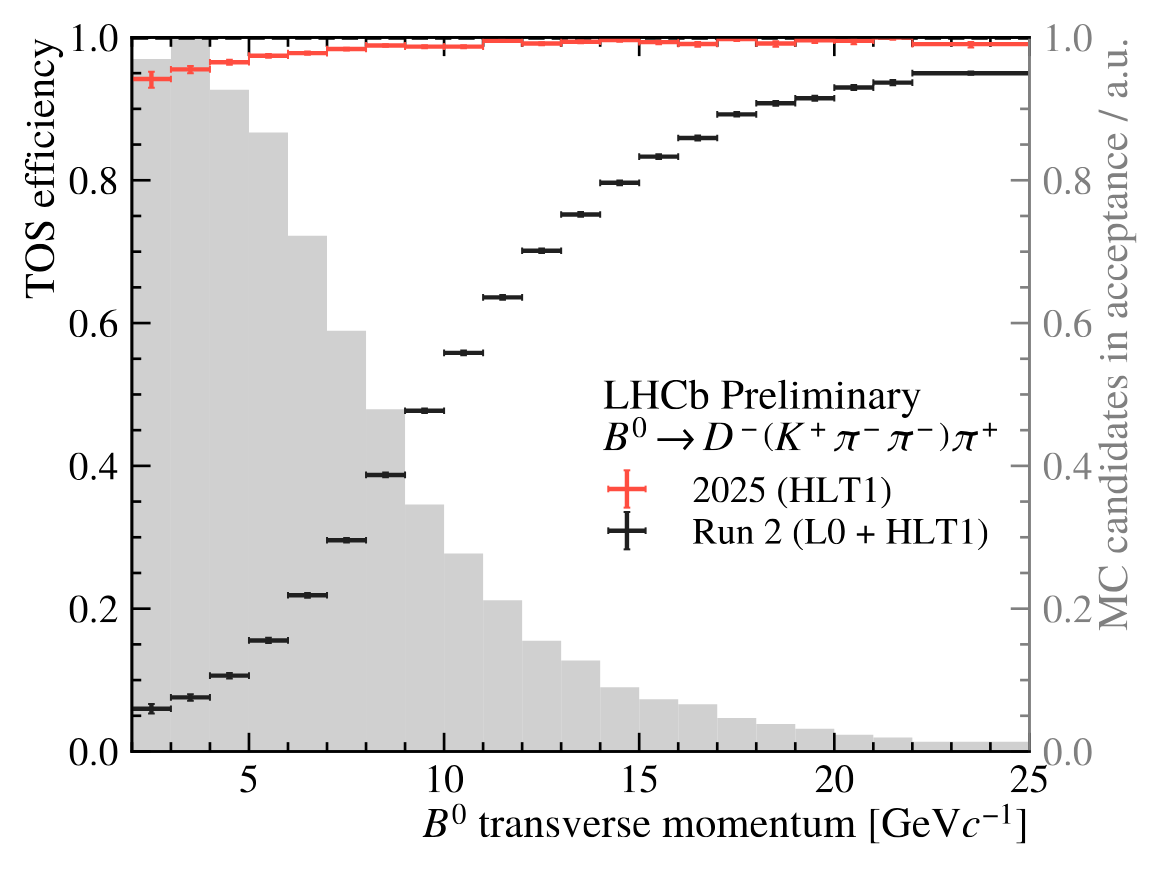 TOS efficiency
1.0
0.8
0.6
0.4
0.2
0.0
LHCb Preliminary
B⁰ → D⁻(K⁺π⁻π⁻)π⁺
2025 (HLT1)
Run 2 (L0 + HLT1)
1.0
0.8
0.6
0.4
0.2
0.0
MC candidates in acceptance / a.u.
5 10 15 20 25
B⁰ transverse momentum [GeVc⁻¹]